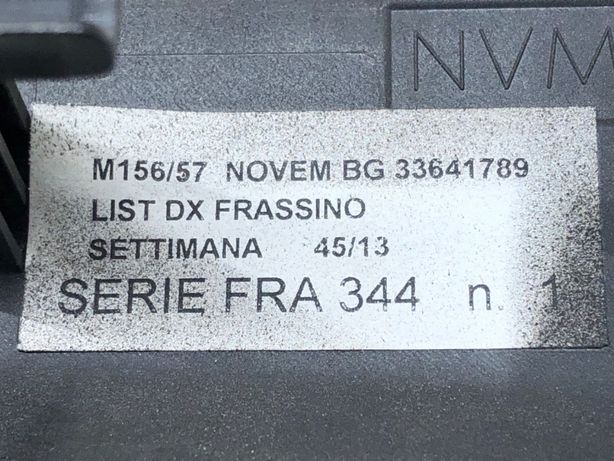 NVM
M156/57 NOVEM BG 33641789
LIST DX FRASSINO
SETTIMANA 45/13
SERIE FRA 344 n. 1